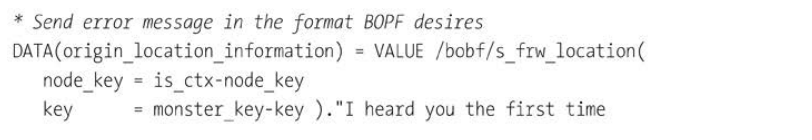 * Send error message in the format BOPF desires
DATA(origin_location_information) = VALUE /bobf/s_frw_location(
node_key = is_ctx-node_key
key = monster_key-key )."I heard you the first time